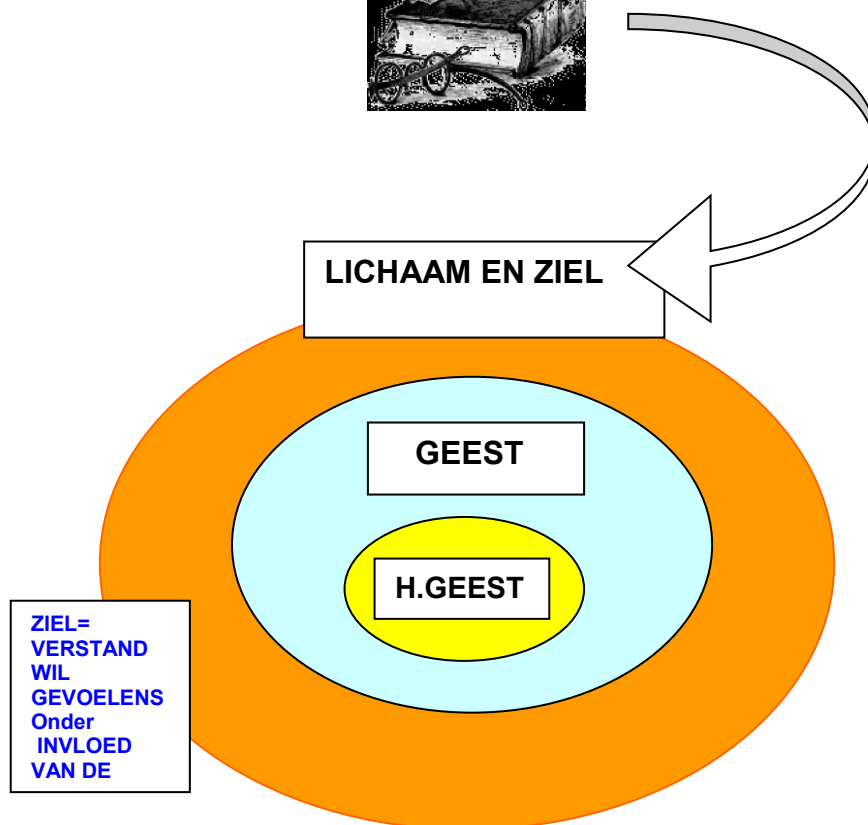 LICHAAM EN ZIEL
GEEST
H.GEEST
ZIEL=
VERSTAND
WIL
GEVOELENS
Onder
INVLOED
VAN DE